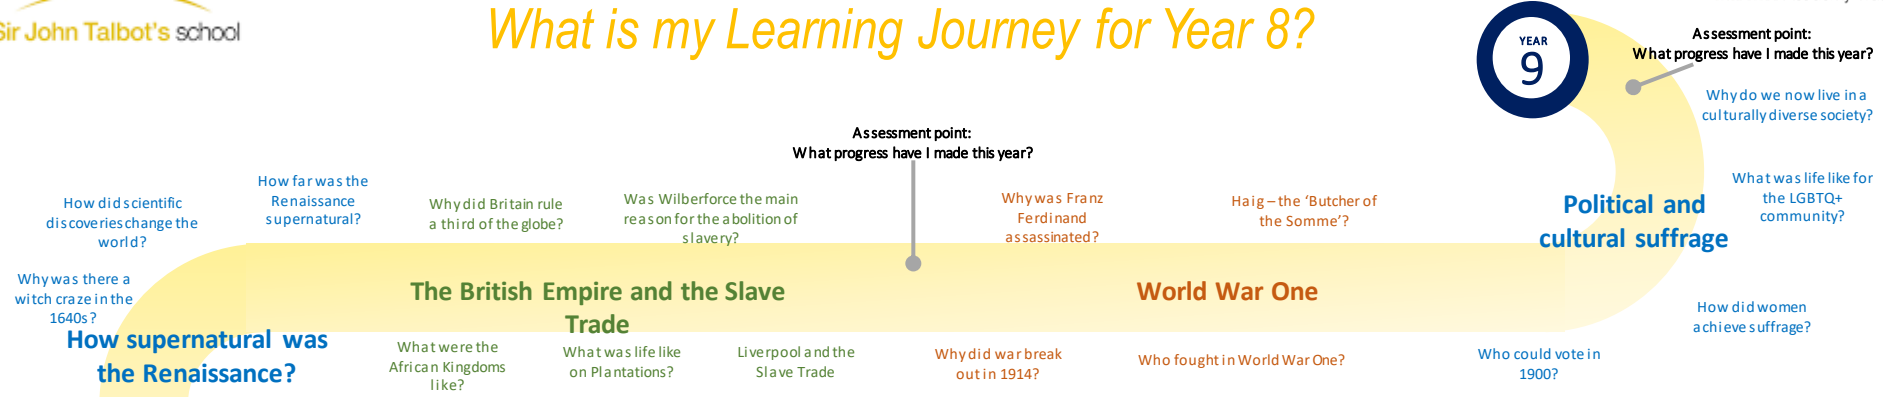 Sir John Talbot's school
What is my Learning Journey for Year 8?
YEAR
9
Assessment point:
What progress have I made this year?
Why do we now live in a
culturally diverse society?
What was life like for
the LGBTQ+
community?
Political and
cultural suffrage
How did women
achieve suffrage?
Who could vote in
1900?
Assessment point:
What progress have I made this year?
Why was Franz
Ferdinand
assassinated?
Haig – the 'Butcher of
the Somme'?
World War One
Why did war break
out in 1914?
Who fought in World War One?
Why did Britain rule
a third of the globe?
Was Wilberforce the main
reason for the abolition of
slavery?
The British Empire and the Slave
Trade
What were the
African Kingdoms
like?
What was life like
on Plantations?
Liverpool and the
Slave Trade
How far was the
Renaissance
supernatural?
How did scientific
discoveries change the
world?
Why was there a
witch craze in the
1640s?
How supernatural was
the Renaissance?